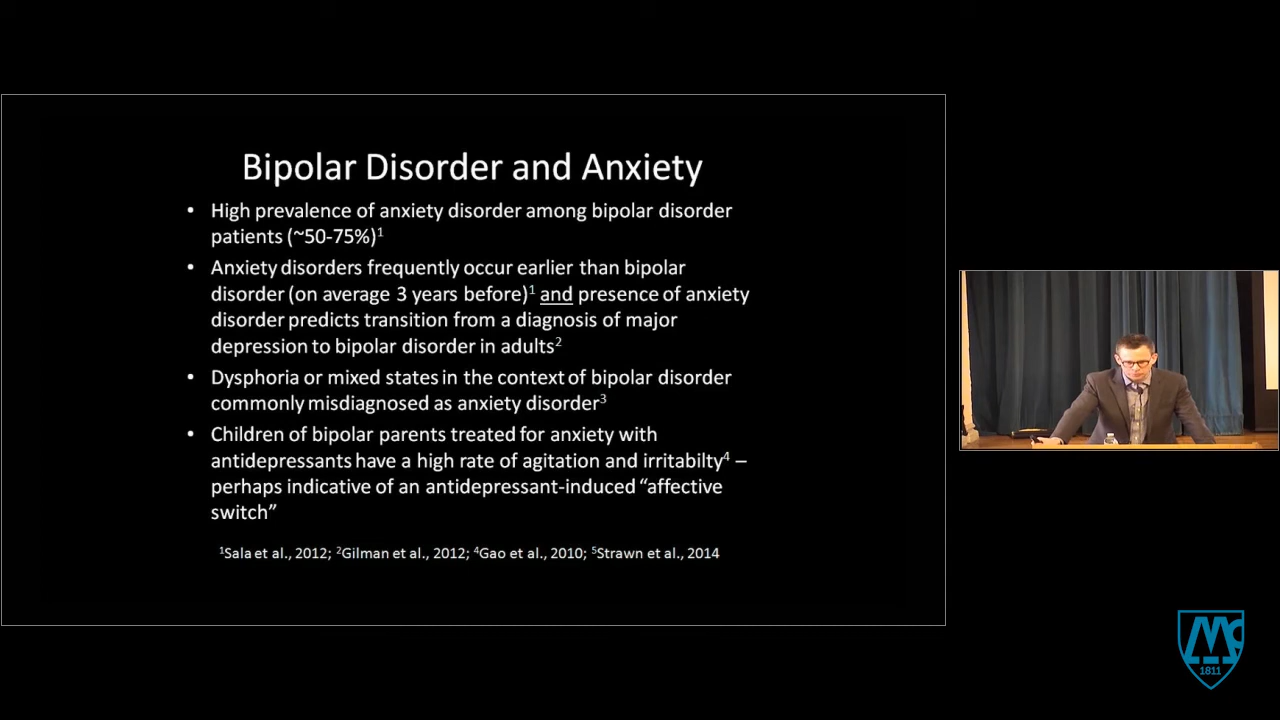 Bipolar Disorder and Anxiety
• High prevalence of anxiety disorder among bipolar disorder
patients (~50-75%)¹
• Anxiety disorders frequently occur earlier than bipolar
disorder (on average 3 years before)¹ and presence of anxiety
disorder predicts transition from a diagnosis of major
depression to bipolar disorder in adults²
• Dysphoria or mixed states in the context of bipolar disorder
commonly misdiagnosed as anxiety disorder³
• Children of bipolar parents treated for anxiety with
antidepressants have a high rate of agitation and irritabilty⁴ –
perhaps indicative of an antidepressant-induced “affective
switch”
¹Sala et al., 2012; ²Gilman et al., 2012; ⁴Gao et al., 2010; ⁵Strawn et al., 2014
Mc
1811